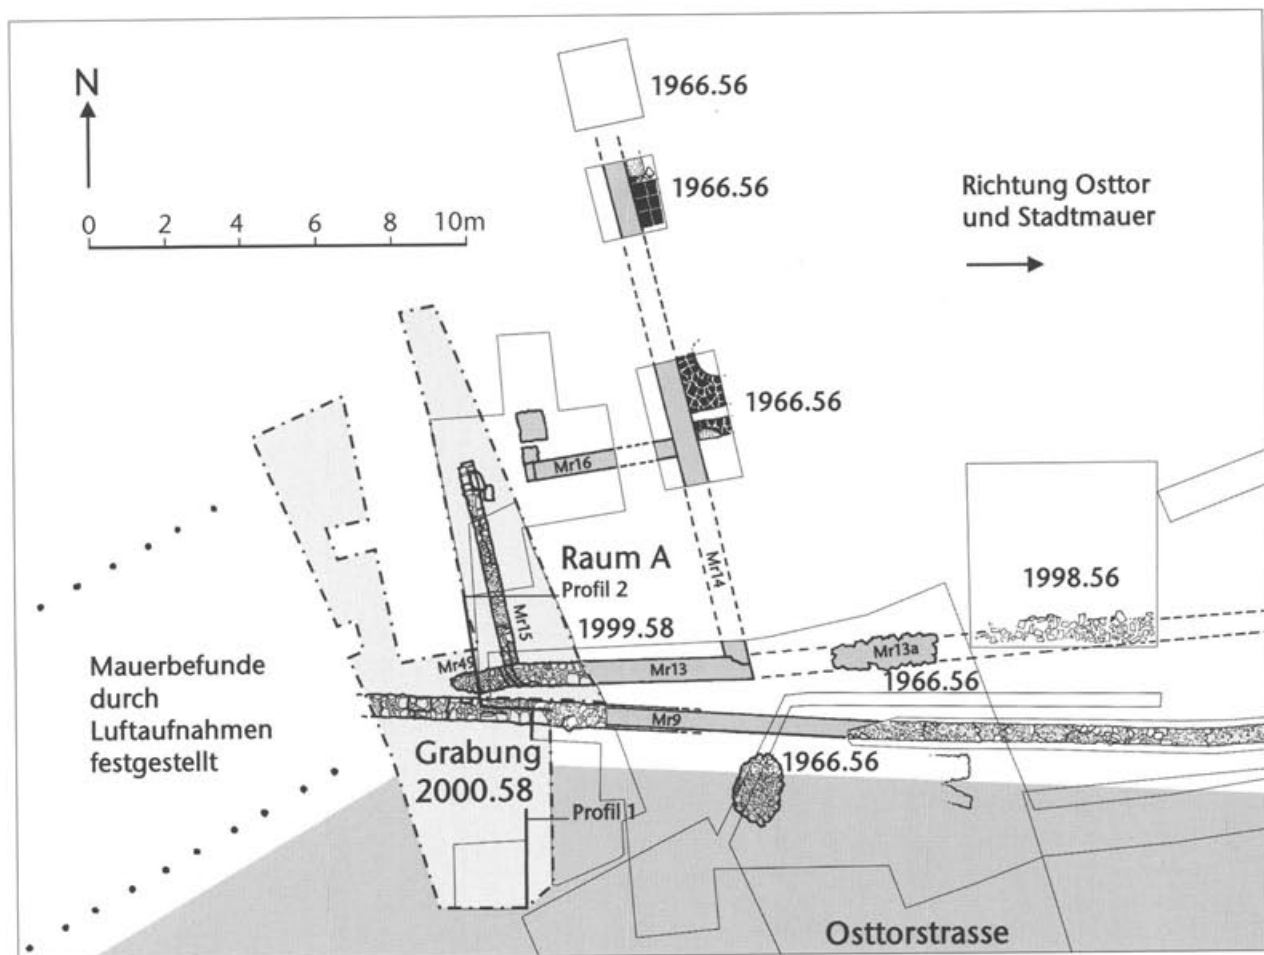 1966.56
N
1966.56
Richtung Osttor
und Stadtmauer
0 2 4 6 8 10m
1966.56
Mr16
Mr14
Raum A
Profil 2
1998.56
Mr15
1999.58
Mr49
Mr13
Mr13a
1966.56
Mauerbefunde
durch
Luftaufnahmen
festgestellt
Mr9
Grabung
2000.58
1966.56
Profil 1
Osttorstrasse